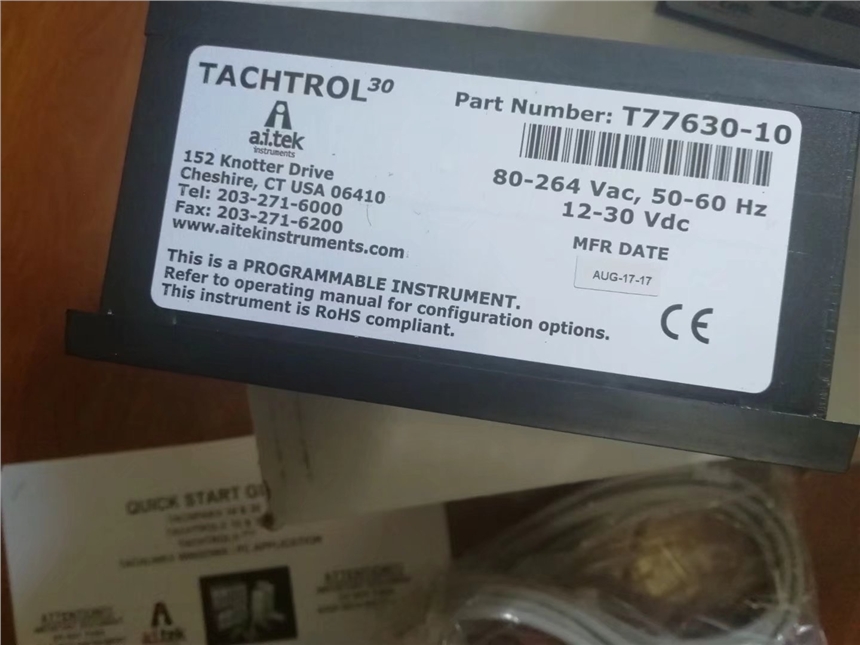 TACHTROL30
a.i.tek
instruments
152 Knotter Drive
Cheshire, CT USA 06410
Tel: 203-271-6000
Fax: 203-271-6200
www.aitekinstruments.com
This is a PROGRAMMABLE INSTRUMENT.
Refer to operating manual for configuration options.
This instrument is RoHS compliant.
Part Number: T77630-10
80-264 Vac, 50-60 Hz
12-30 Vdc
MFR DATE
AUG-17-17
CE
QUICK START
ATTENTION!
a.i.tek
ATTENTION!